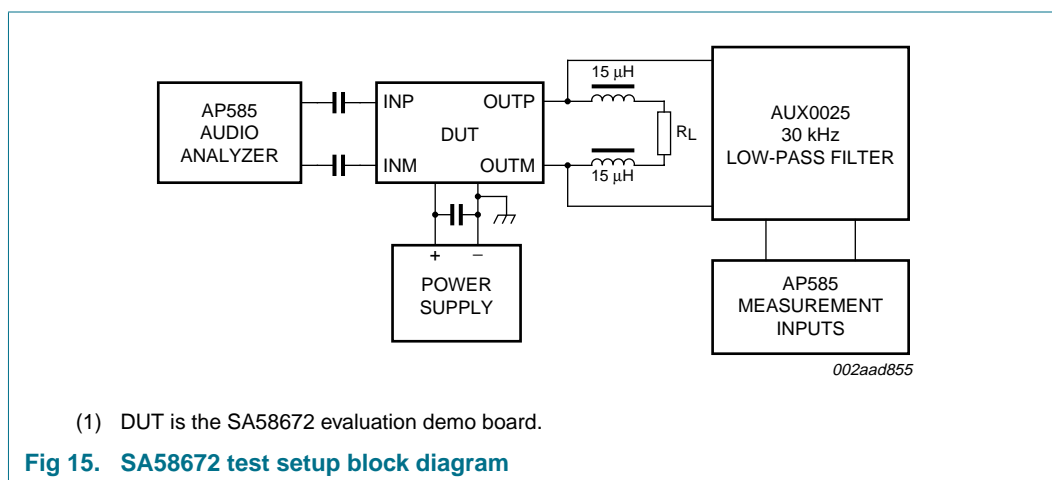 AP585
AUDIO
ANALYZER
INP
INM
DUT
OUTP
OUTM
15 μH
RL
15 μH
AUX0025
30 kHz
LOW-PASS FILTER
+
−
POWER
SUPPLY
AP585
MEASUREMENT
INPUTS
002aad855
(1) DUT is the SA58672 evaluation demo board.
Fig 15. SA58672 test setup block diagram